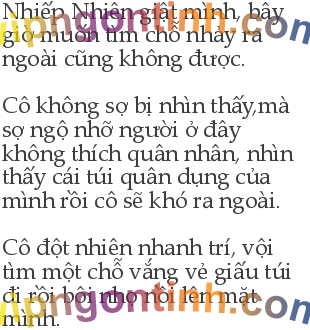 Nhiếp Nhiên giật mình, bây
giờ muốn tìm chỗ nhảy ra
ngoài cũng không được.
Cô không sợ bị nhìn thấy,mà
sợ ngộ nhỡ người ở đây
không thích quân nhân, nhìn
thấy cái túi quân dụng của
mình rồi cô sẽ khó ra ngoài.
Cô đột nhiên nhanh trí, vội
tìm một chỗ vắng vẻ giấu túi
đi rồi bôi nhọ nồi lên mặt
mình.
vipngontinh.com
vipngontinh.com